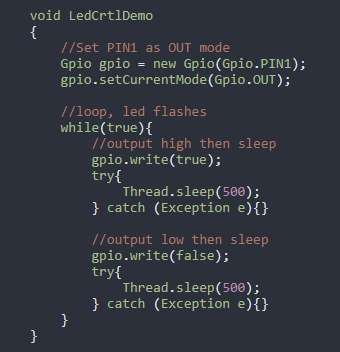 void LedCrtlDemo
{
    //Set PIN1 as OUT mode
    Gpio gpio = new Gpio(Gpio.PIN1);
    gpio.setCurrentMode(Gpio.OUT);

    //loop, led flashes
    while(true){
        //output high then sleep
        gpio.write(true);
        try{
            Thread.sleep(500);
        } catch (Exception e){}

        //output low then sleep
        gpio.write(false);
        try{
            Thread.sleep(500);
        } catch (Exception e){}
    }
}